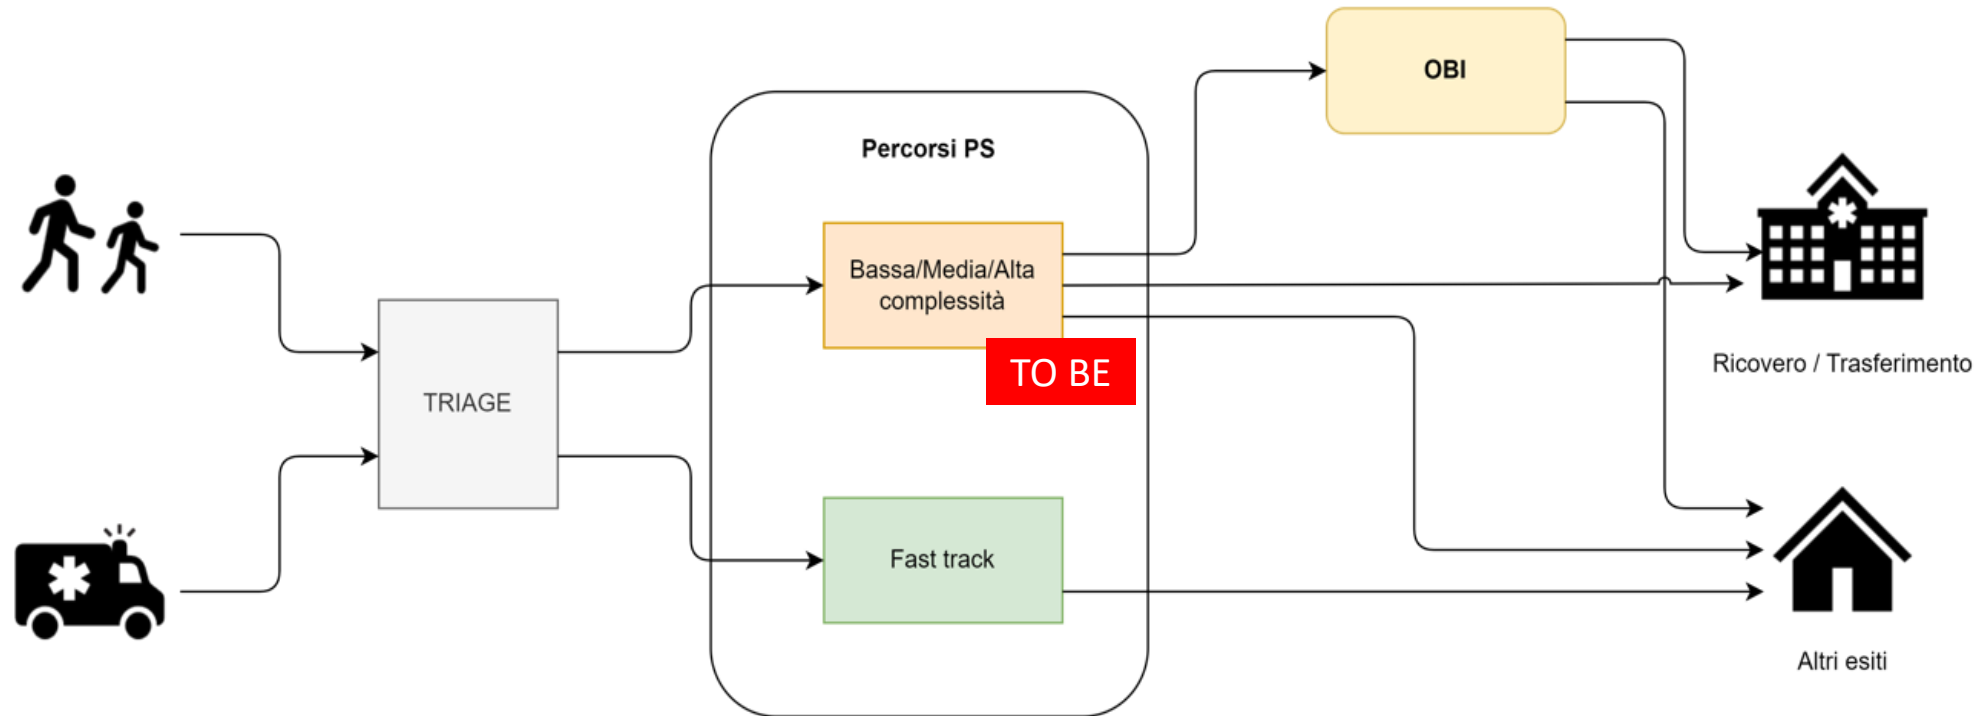 OBI
Percorsi PS
Bassa/Media/Alta
complessità
TO BE
Ricovero / Trasferimento
TRIAGE
Fast track
Altri esiti